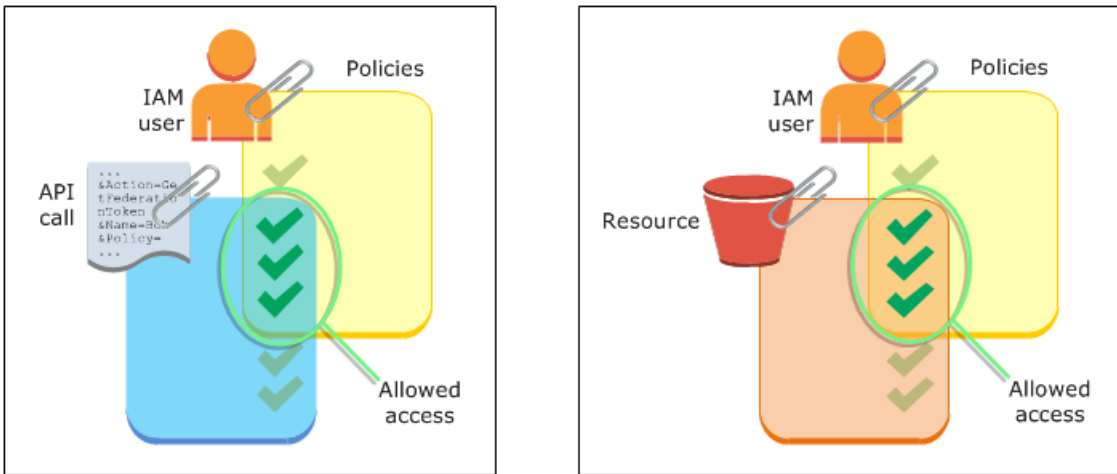 Policies
IAM
user
API
call
...
&Action=Ge
tFederatio
nToken
&Name=Bob
&Policy=
...
Allowed
access
Policies
IAM
user
Resource
Allowed
access